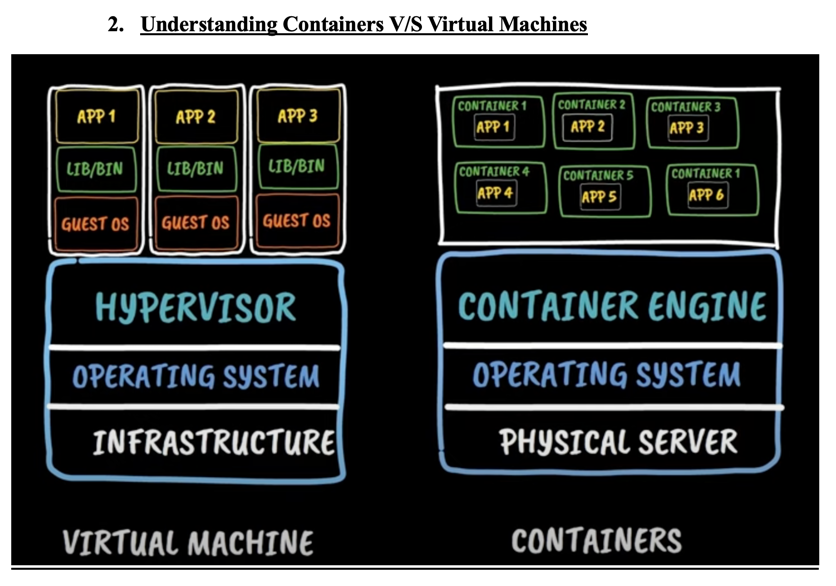 2. Understanding Containers V/S Virtual Machines
APP 1
LIB/BIN
GUEST OS
APP 2
LIB/BIN
GUEST OS
APP 3
LIB/BIN
GUEST OS
HYPERVISOR
OPERATING SYSTEM
INFRASTRUCTURE
VIRTUAL MACHINE
CONTAINER 1
APP 1
CONTAINER 2
APP 2
CONTAINER 3
APP 3
CONTAINER 4
APP 4
CONTAINER 5
APP 5
CONTAINER 1
APP 6
CONTAINER ENGINE
OPERATING SYSTEM
PHYSICAL SERVER
CONTAINERS